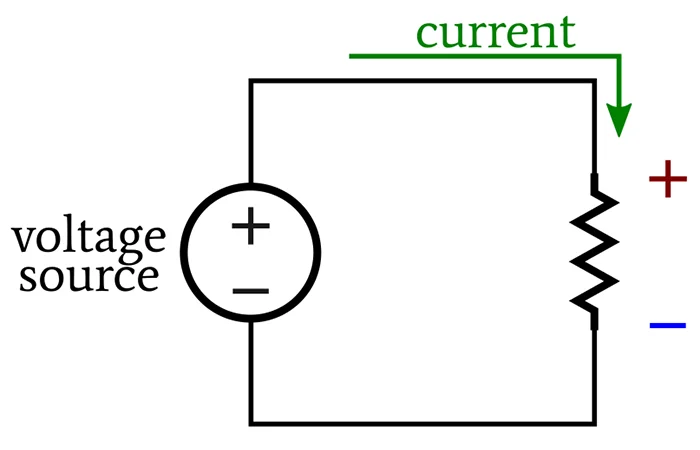 current
+
+
voltage
source
−
−